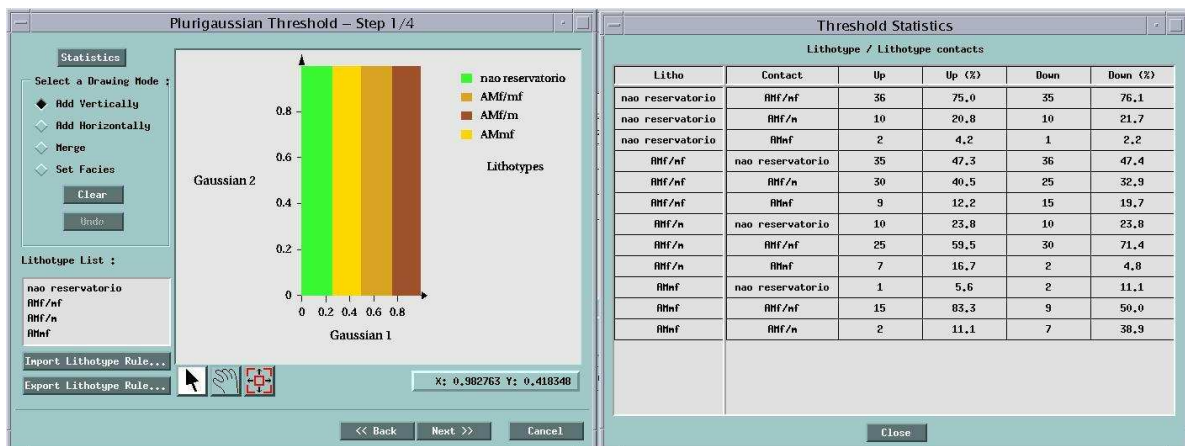 Plurigaussian Threshold – Step 1/4
Statistics
Select a Drawing Mode :
Add Vertically
Add Horizontally
Merge
Set Facies
Clear
Undo
Lithotype List :
nao reservatorio
AMf/mf
AMf/m
AMmf
Import Lithotype Rule...
Export Lithotype Rule...
Gaussian 2
0.8
0.6
0.4
0.2
0
0 0.2 0.4 0.6 0.8
Gaussian 1
nao reservatorio
AMf/mf
AMf/m
AMmf
Lithotypes
X: 0.982763 Y: 0.418348
<< Back Next >> Cancel
Threshold Statistics
Lithotype / Lithotype contacts
Litho Contact Up Up (%) Down Down (%)
nao reservatorio AMf/mf 36 75.0 35 76.1
nao reservatorio AMf/m 10 20.8 10 21.7
nao reservatorio AMmf 2 4.2 1 2.2
AMf/mf nao reservatorio 35 47.3 36 47.4
AMf/mf AMf/m 30 40.5 25 32.9
AMf/mf AMmf 9 12.2 15 19.7
AMf/m nao reservatorio 10 23.8 10 23.8
AMf/m AMf/mf 25 59.5 30 71.4
AMf/m AMmf 7 16.7 2 4.8
AMmf nao reservatorio 1 5.6 2 11.1
AMmf AMf/mf 15 83.3 9 50.0
AMmf AMf/m 2 11.1 7 38.9
Close